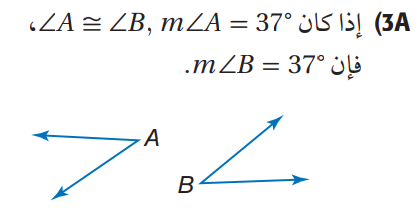 (3A إذا كان ∠A ≅ ∠B, m∠A = 37°،
فإن m∠B = 37°.
A
B